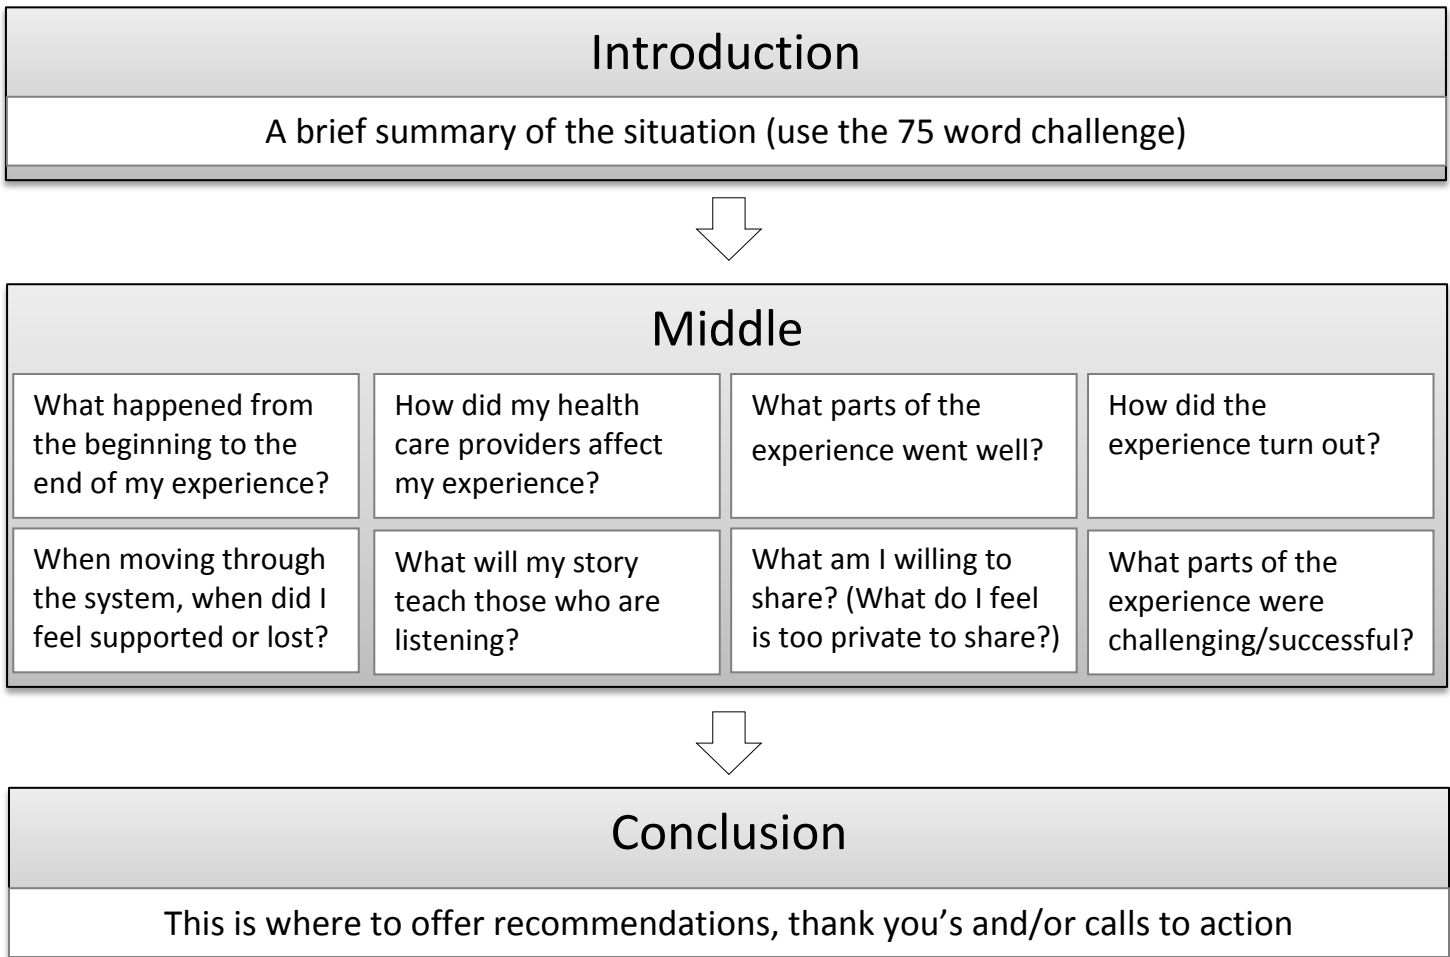 Introduction
A brief summary of the situation (use the 75 word challenge)
Middle
What happened from
the beginning to the
end of my experience?
How did my health
care providers affect
my experience?
What parts of the
experience went well?
How did the
experience turn out?
When moving through
the system, when did I
feel supported or lost?
What will my story
teach those who are
listening?
What am I willing to
share? (What do I feel
is too private to share?)
What parts of the
experience were
challenging/successful?
Conclusion
This is where to offer recommendations, thank you’s and/or calls to action